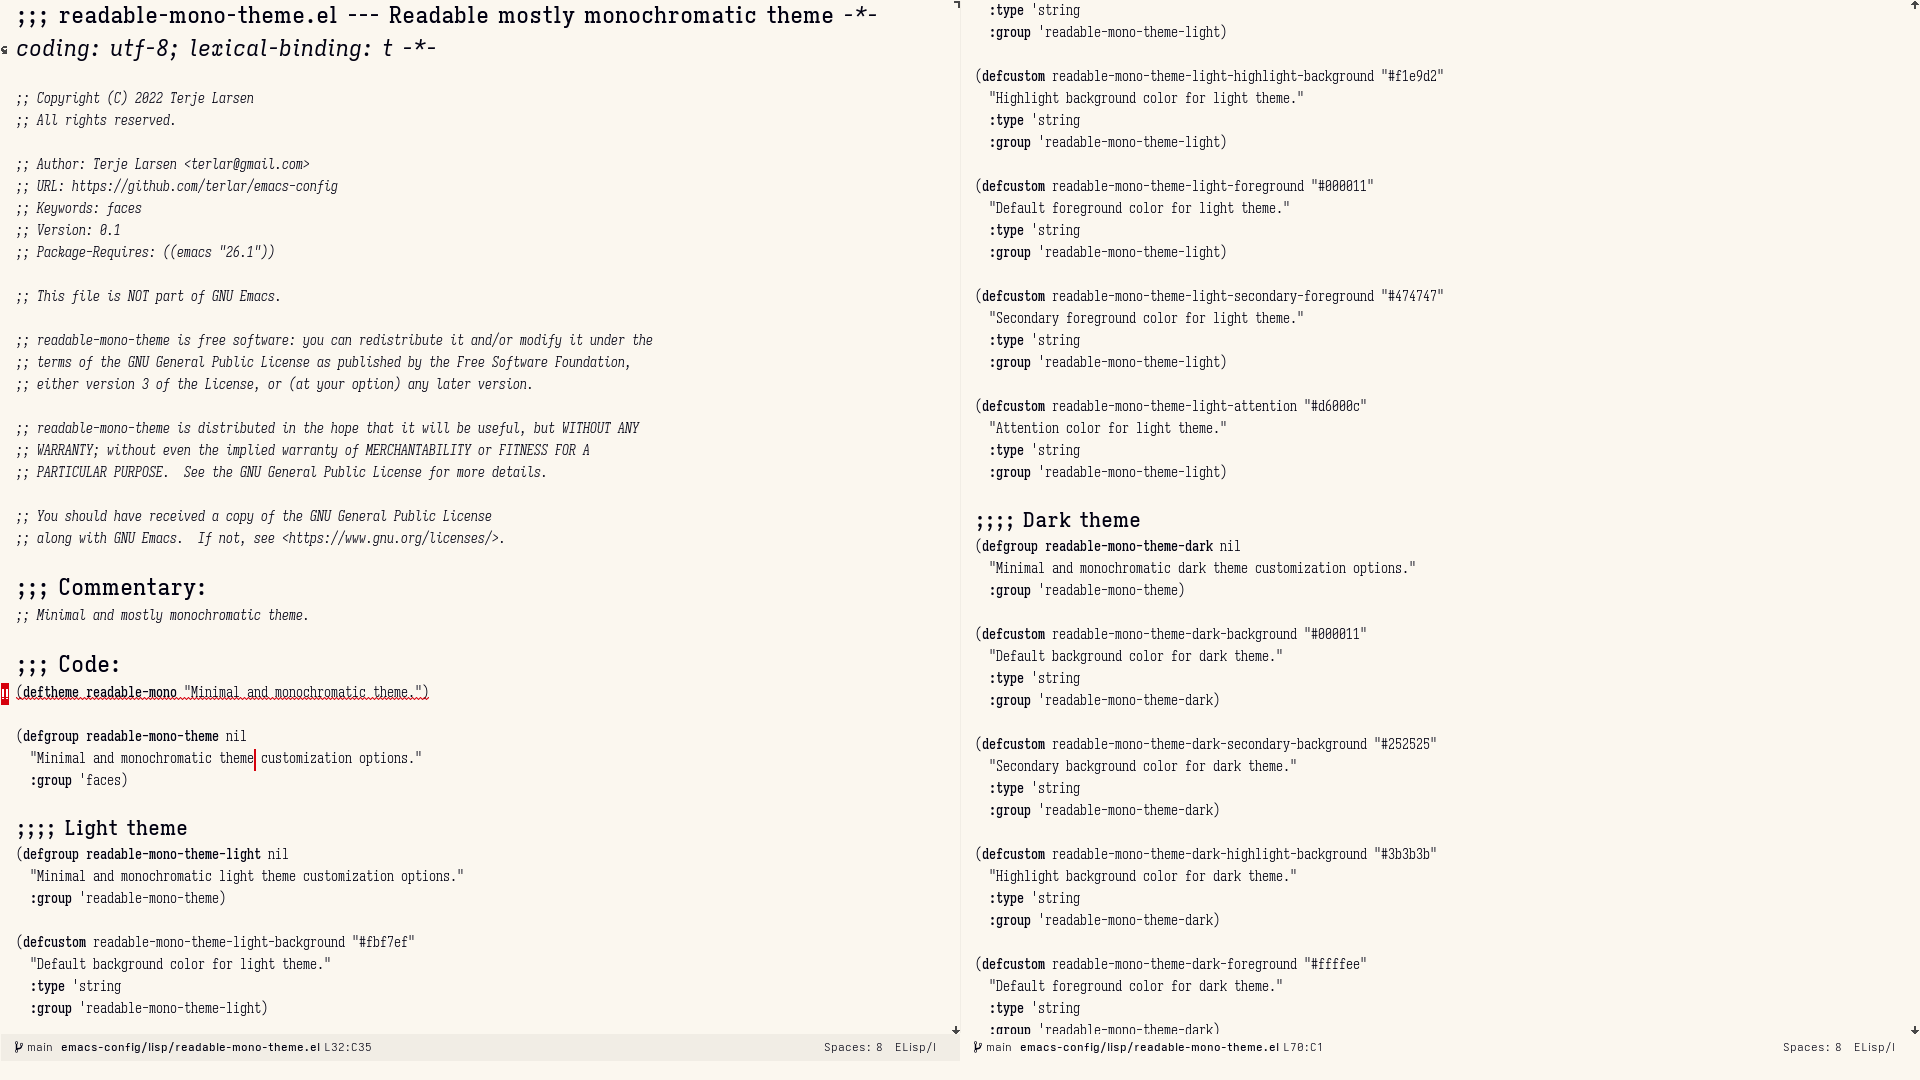 ;;; readable-mono-theme.el --- Readable mostly monochromatic theme -*-
coding: utf-8; lexical-binding: t -*-
;; Copyright (C) 2022 Terje Larsen
;; All rights reserved.
;; Author: Terje Larsen <terlar@gmail.com>
;; URL: https://github.com/terlar/emacs-config
;; Keywords: faces
;; Version: 0.1
;; Package-Requires: ((emacs "26.1"))
;; This file is NOT part of GNU Emacs.
;; readable-mono-theme is free software: you can redistribute it and/or modify it under the
;; terms of the GNU General Public License as published by the Free Software Foundation,
;; either version 3 of the License, or (at your option) any later version.
;; readable-mono-theme is distributed in the hope that it will be useful, but WITHOUT ANY
;; WARRANTY; without even the implied warranty of MERCHANTABILITY or FITNESS FOR A
;; PARTICULAR PURPOSE.  See the GNU General Public License for more details.
;; You should have received a copy of the GNU General Public License
;; along with GNU Emacs.  If not, see <https://www.gnu.org/licenses/>.
;;; Commentary:
;; Minimal and mostly monochromatic theme.
;;; Code:
!! (deftheme readable-mono "Minimal and monochromatic theme.")
(defgroup readable-mono-theme nil
  "Minimal and monochromatic theme customization options."
  :group 'faces)
;;;; Light theme
(defgroup readable-mono-theme-light nil
  "Minimal and monochromatic light theme customization options."
  :group 'readable-mono-theme)
(defcustom readable-mono-theme-light-background "#fbf7ef"
  "Default background color for light theme."
  :type 'string
  :group 'readable-mono-theme-light)
main emacs-config/lisp/readable-mono-theme.el L32:C35 Spaces: 8 ELisp/l
  :type 'string
  :group 'readable-mono-theme-light)
(defcustom readable-mono-theme-light-highlight-background "#f1e9d2"
  "Highlight background color for light theme."
  :type 'string
  :group 'readable-mono-theme-light)
(defcustom readable-mono-theme-light-foreground "#000011"
  "Default foreground color for light theme."
  :type 'string
  :group 'readable-mono-theme-light)
(defcustom readable-mono-theme-light-secondary-foreground "#474747"
  "Secondary foreground color for light theme."
  :type 'string
  :group 'readable-mono-theme-light)
(defcustom readable-mono-theme-light-attention "#d6000c"
  "Attention color for light theme."
  :type 'string
  :group 'readable-mono-theme-light)
;;;; Dark theme
(defgroup readable-mono-theme-dark nil
  "Minimal and monochromatic dark theme customization options."
  :group 'readable-mono-theme)
(defcustom readable-mono-theme-dark-background "#000011"
  "Default background color for dark theme."
  :type 'string
  :group 'readable-mono-theme-dark)
(defcustom readable-mono-theme-dark-secondary-background "#252525"
  "Secondary background color for dark theme."
  :type 'string
  :group 'readable-mono-theme-dark)
(defcustom readable-mono-theme-dark-highlight-background "#3b3b3b"
  "Highlight background color for dark theme."
  :type 'string
  :group 'readable-mono-theme-dark)
(defcustom readable-mono-theme-dark-foreground "#ffffee"
  "Default foreground color for dark theme."
  :type 'string
  :group 'readable-mono-theme-dark)
main emacs-config/lisp/readable-mono-theme.el L70:C1 Spaces: 8 ELisp/l